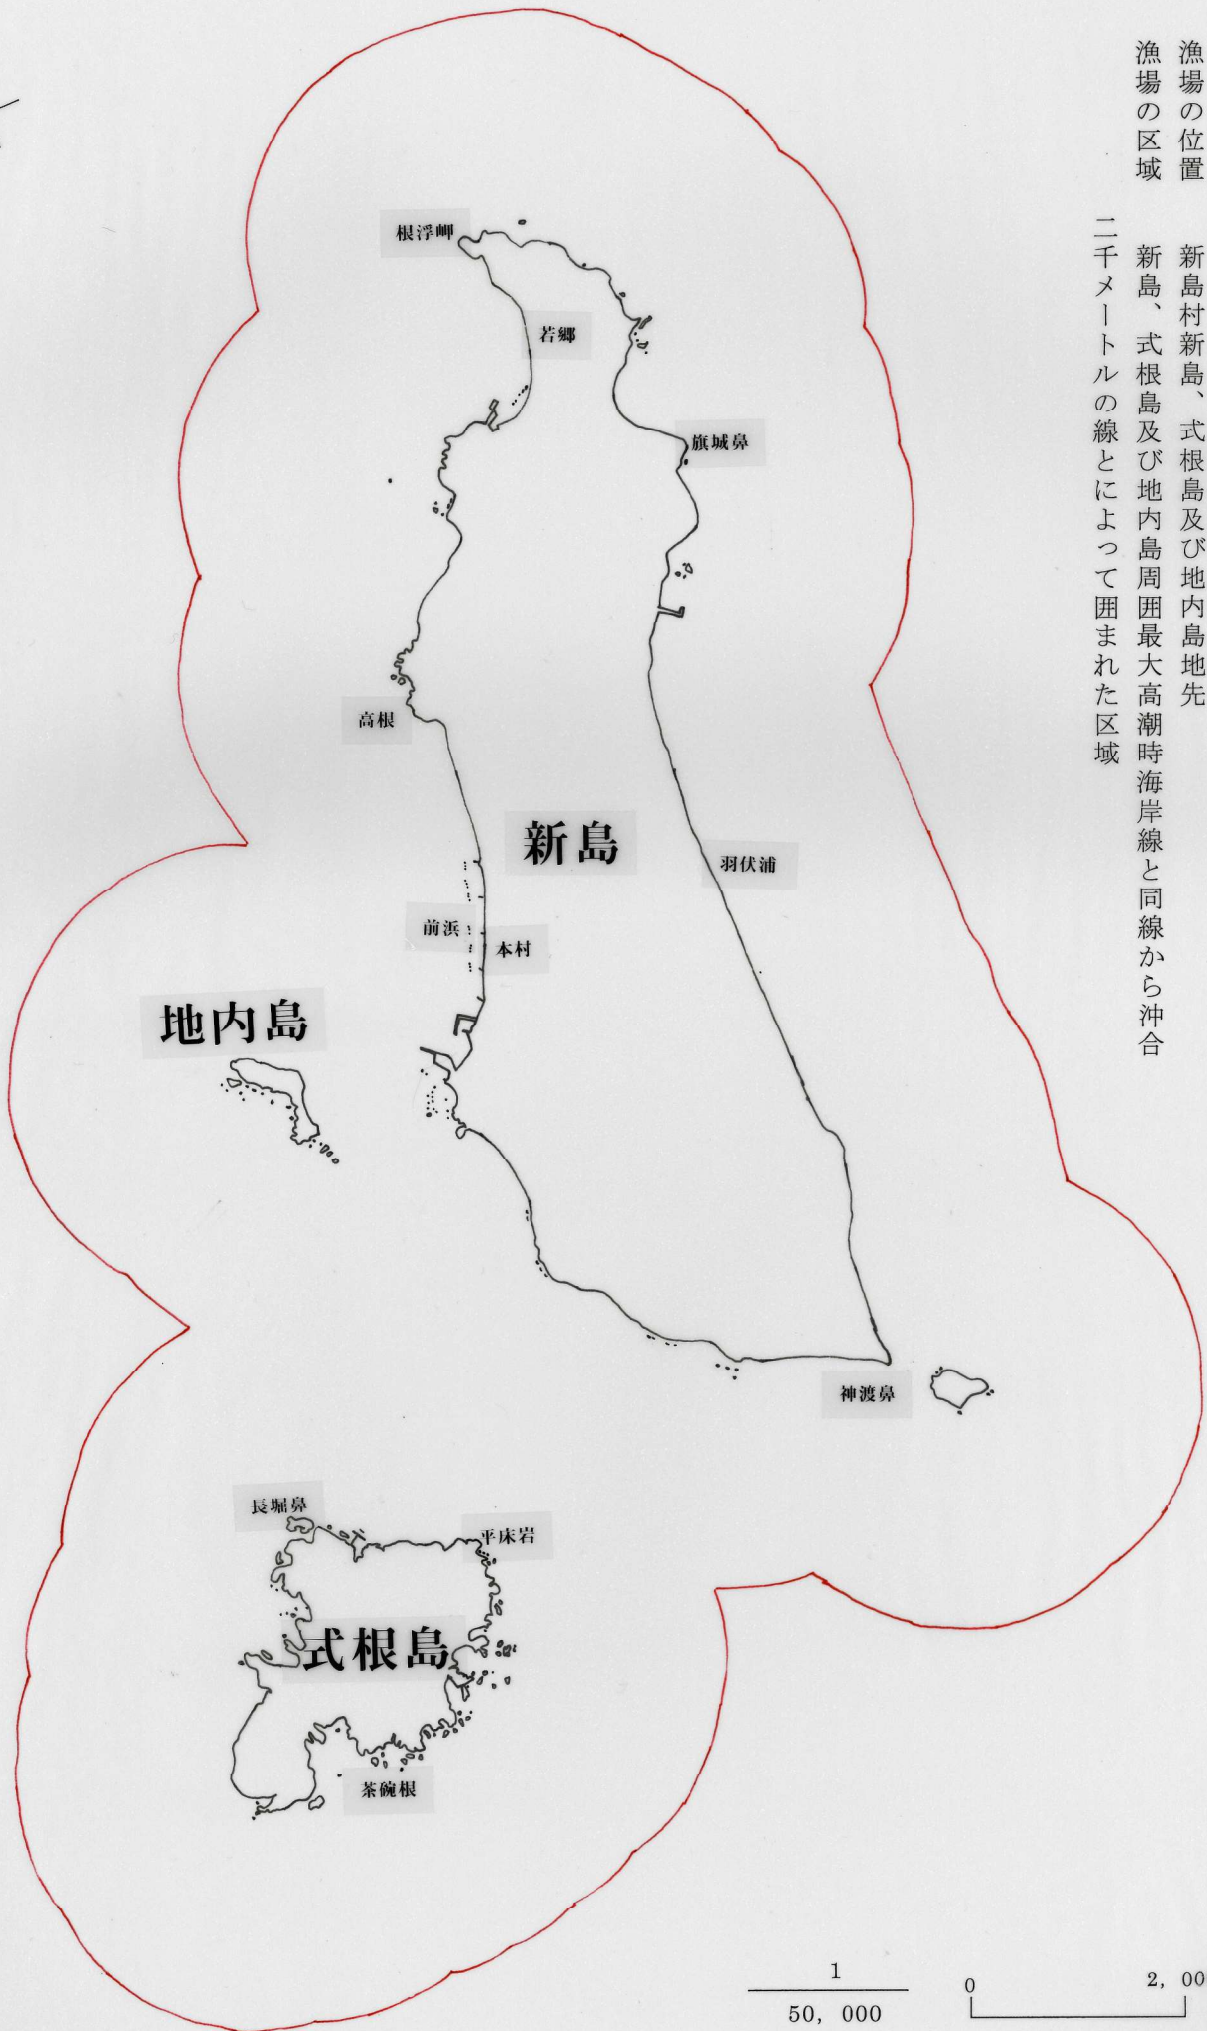 漁場の位置　新島村新島、式根島及び地内島地先
漁場の区域　新島、式根島及び地内島周囲最大高潮時海岸線と同線から沖合
二千メートルの線とによって囲まれた区域
根浮岬
若郷
旗城鼻
高根
新島
羽伏浦
前浜
本村
地内島
神渡鼻
長堀鼻
平床岩
式根島
茶碗根
1
50, 000
0
2, 00